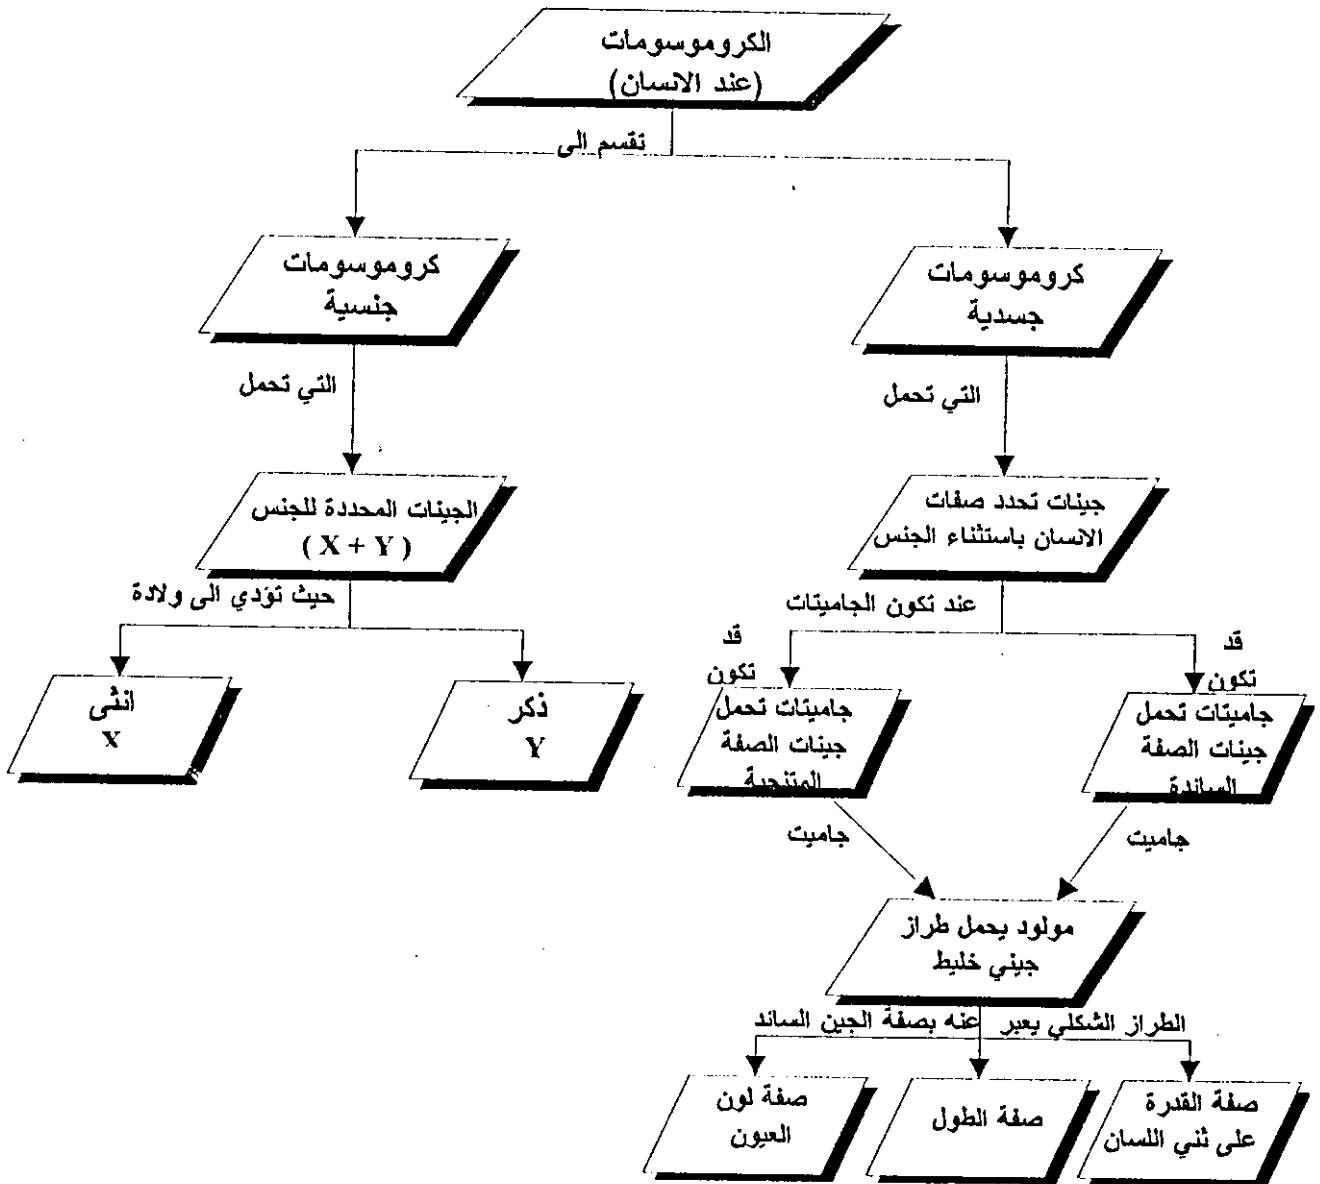 الكروموسومات
(عند الانسان)
تقسم الى
كروموسومات
جسدية
كروموسومات
جنسية
التي تحمل
التي تحمل
جينات تحدد صفات
الانسان باستثناء الجنس
الجينات المحددة للجنس
( X + Y )
عند تكون الجاميتات
حيث تؤدي الى ولادة
قد
تكون
قد
تكون
جاميتات تحمل
جينات الصفة
السائدة
جاميتات تحمل
جينات الصفة
المتنحية
ذكر
Y
انثى
X
جاميت
جاميت
مولود يحمل طراز
جيني خليط
الطراز الشكلي يعبر عنه بصفة الجين السائد
صفة القدرة
على ثني اللسان
صفة الطول
صفة لون
العيون